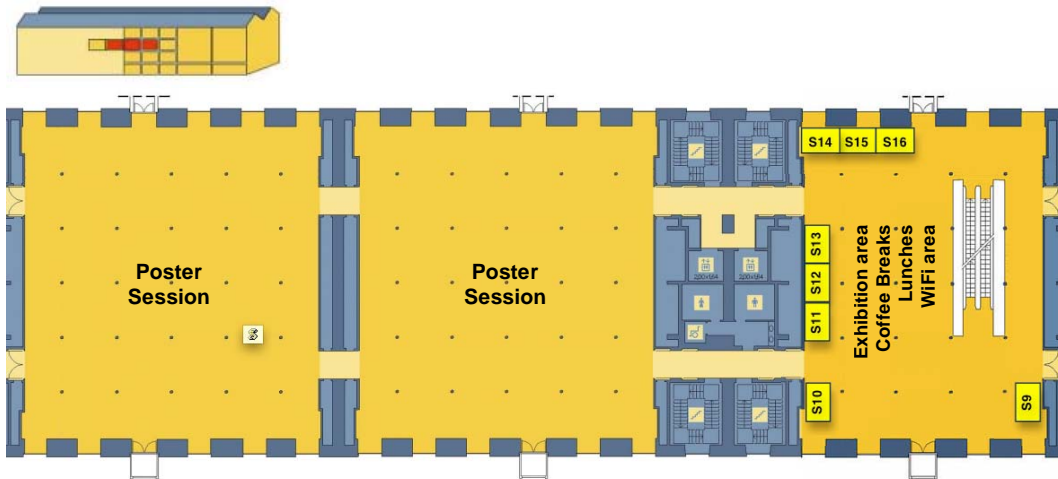 S14 S15 S16
Poster
Session
Poster
Session
S13
S12
S11
S10
Exhibition area
Coffee Breaks
Lunches
WiFi area
S9